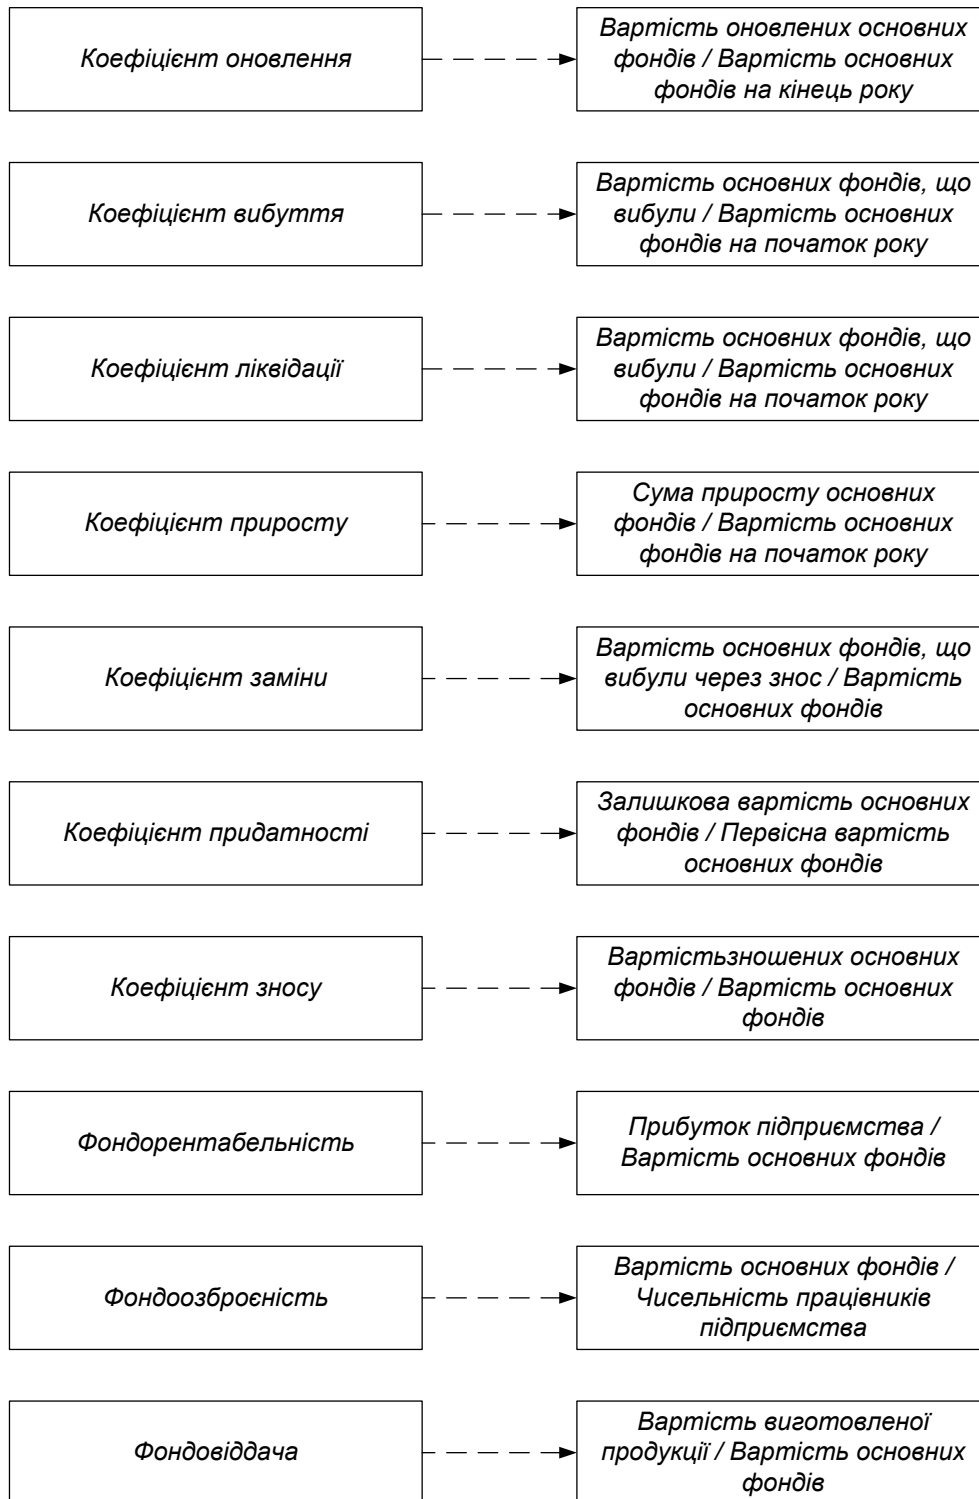 Коефіцієнт оновлення
Вартість оновлених основних
фондів / Вартість основних
фондів на кінець року
Коефіцієнт вибуття
Вартість основних фондів, що
вибули / Вартість основних
фондів на початок року
Коефіцієнт ліквідації
Вартість основних фондів, що
вибули / Вартість основних
фондів на початок року
Коефіцієнт приросту
Сума приросту основних
фондів / Вартість основних
фондів на початок року
Коефіцієнт заміни
Вартість основних фондів, що
вибули через знос / Вартість
основних фондів
Коефіцієнт придатності
Залишкова вартість основних
фондів / Первісна вартість
основних фондів
Коефіцієнт зносу
Вартістьзношених основних
фондів / Вартість основних
фондів
Фондорентабельність
Прибуток підприємства /
Вартість основних фондів
Фондоозброєність
Вартість основних фондів /
Чисельність працівників
підприємства
Фондовіддача
Вартість виготовленої
продукції / Вартість основних
фондів